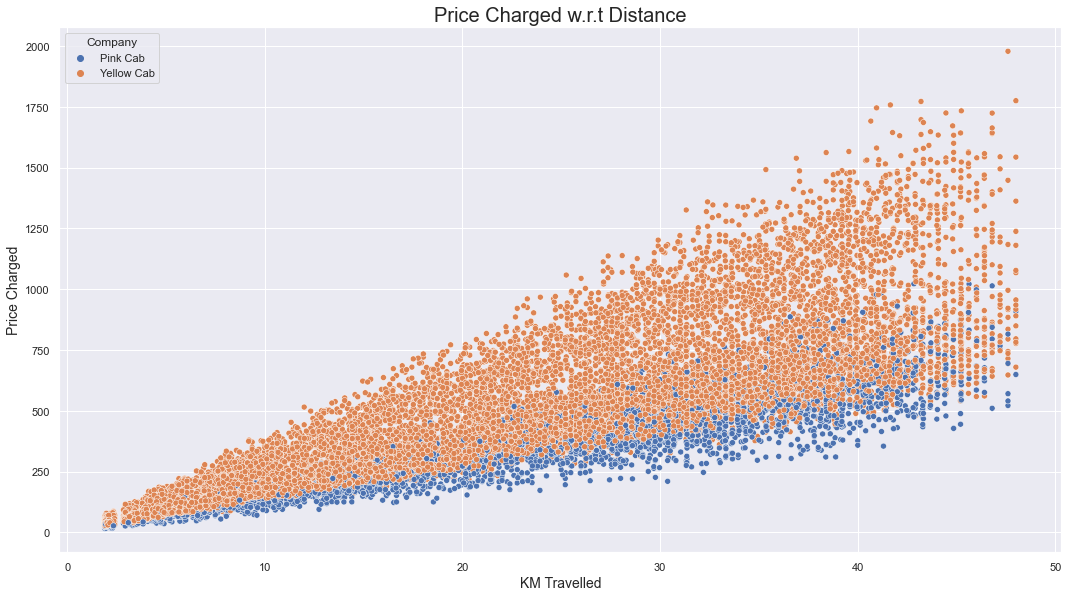 Price Charged w.r.t Distance
Company
Pink Cab
Yellow Cab
2000
1750
1500
1250
1000
750
500
250
0
Price Charged
0 10 20 30 40 50
KM Travelled